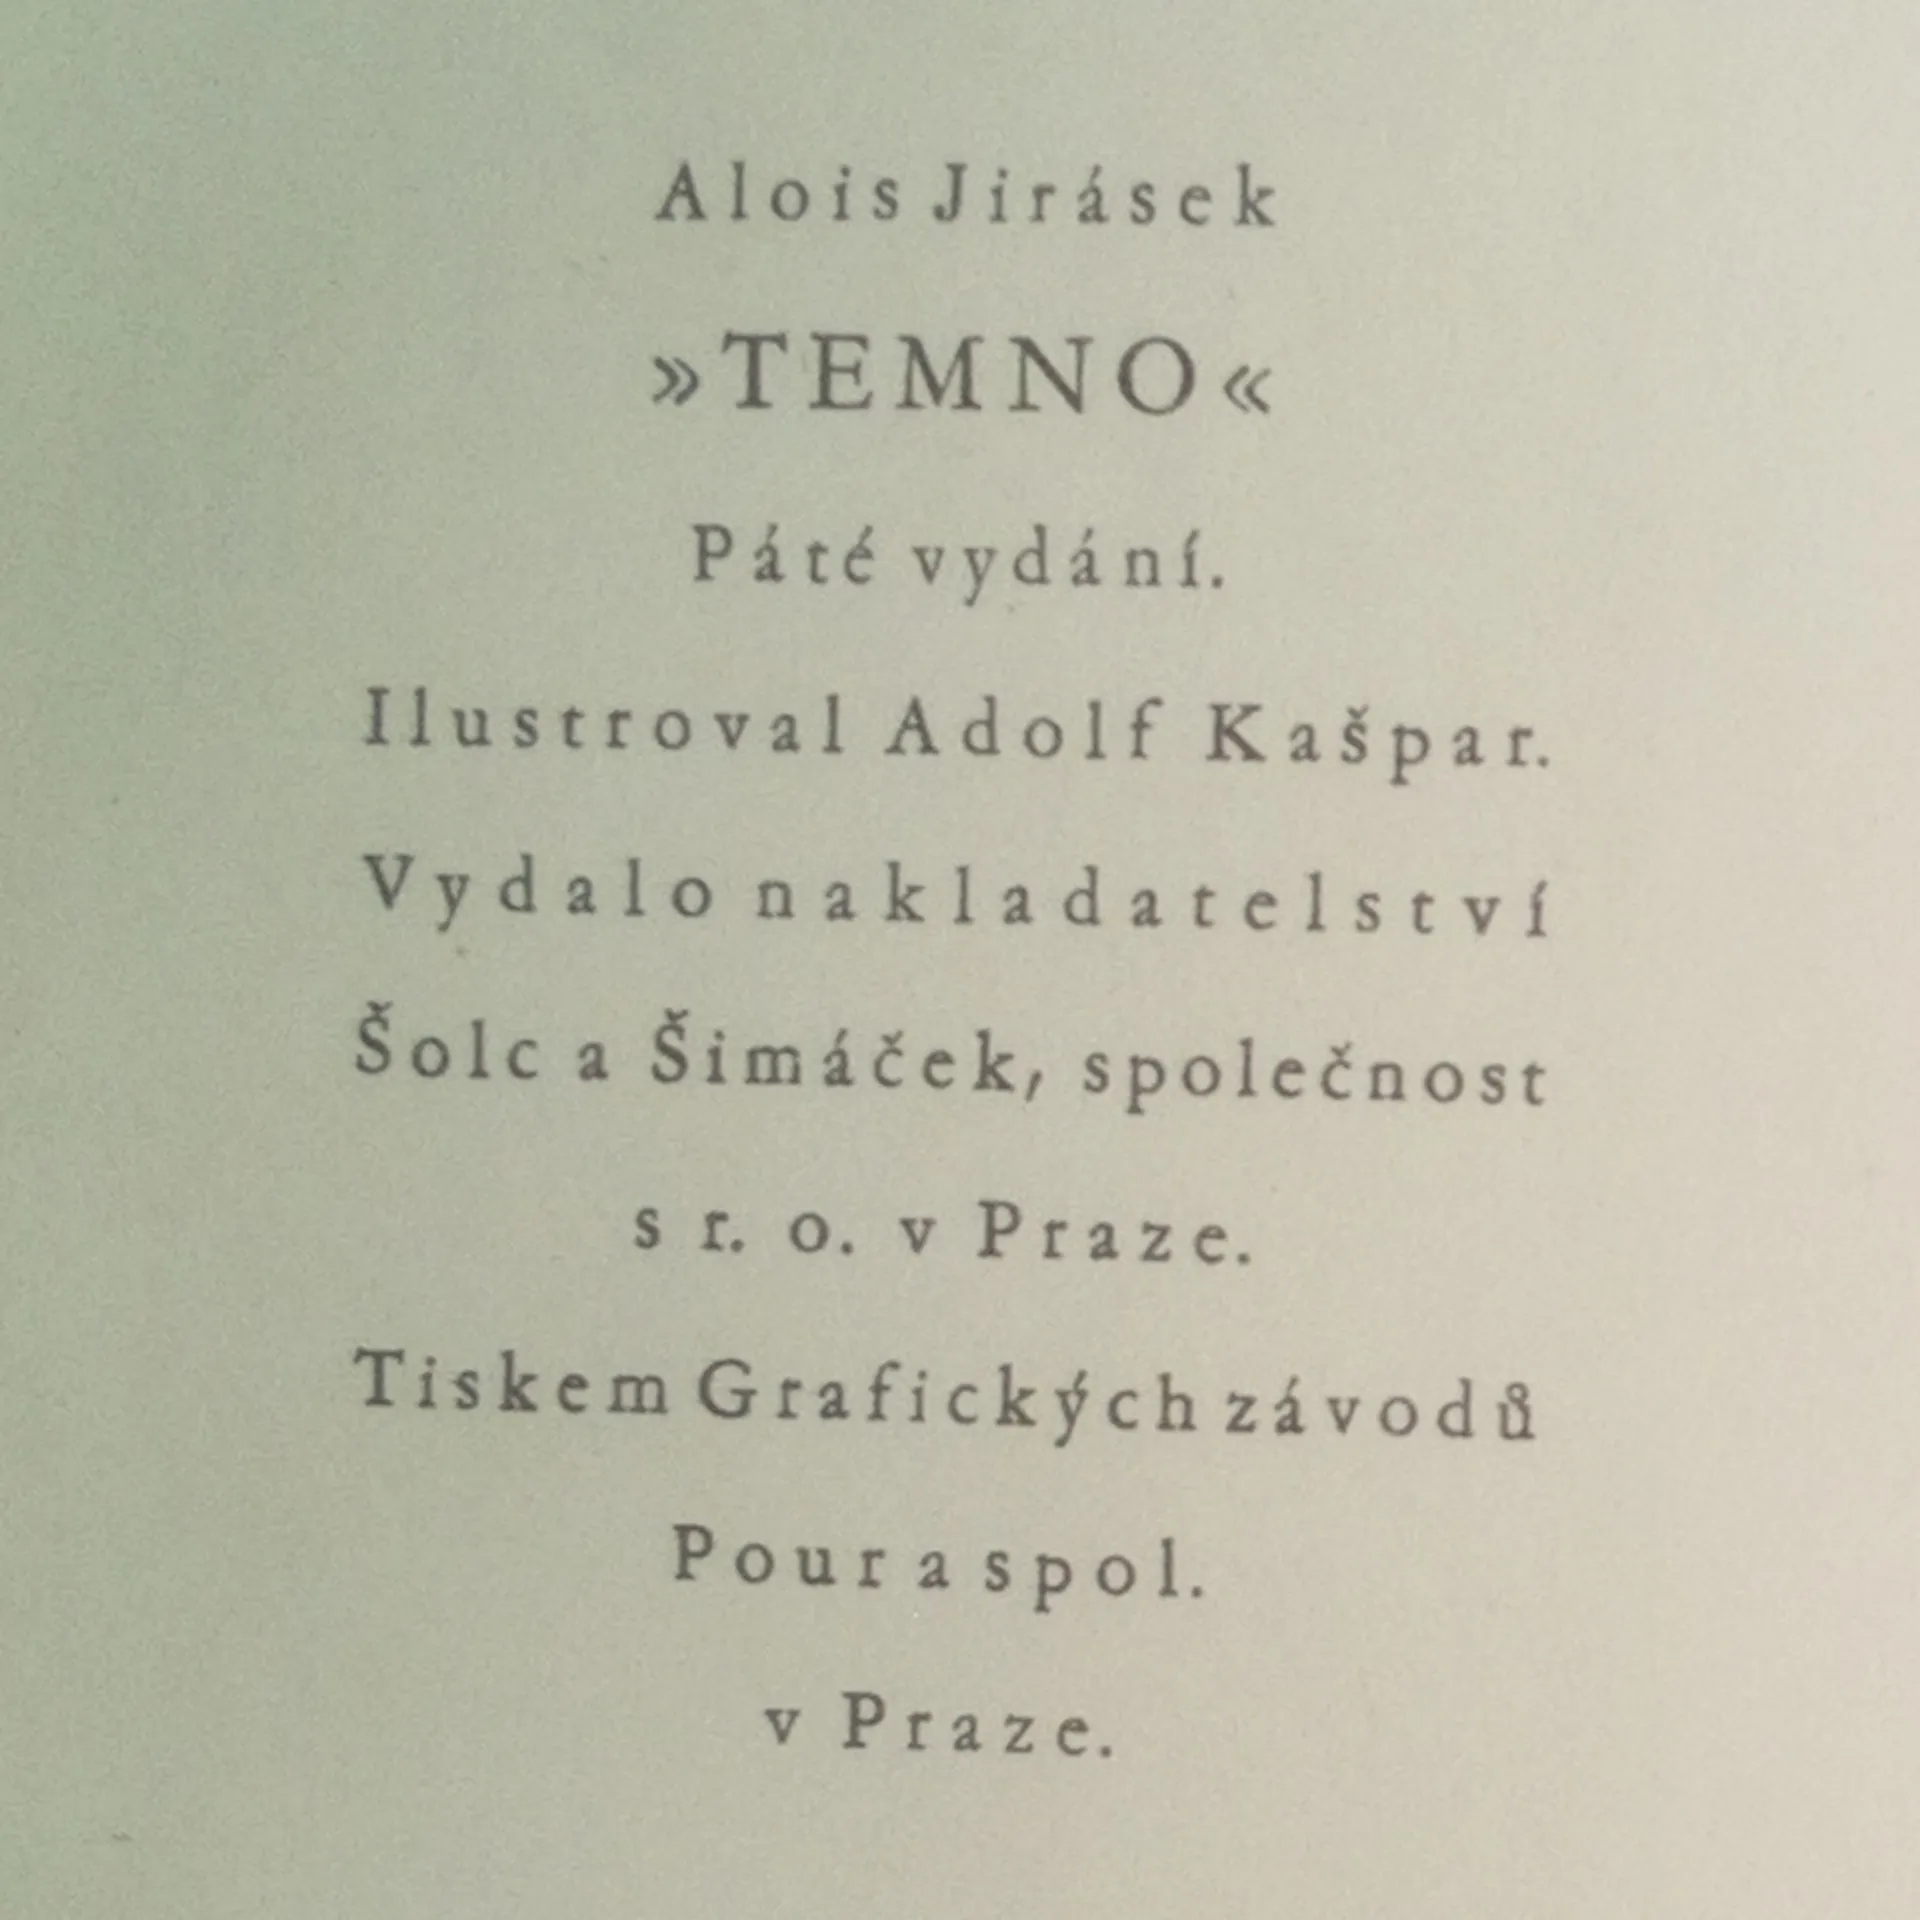 Alois Jirásek
»TEMNO«
Páté vydání.
Ilustroval Adolf Kašpar.
Vydalo nakladatelství
Šolc a Šimáček, společnost
s r. o. v Praze.
Tiskem Grafických závodů
Pour a spol.
v Praze.